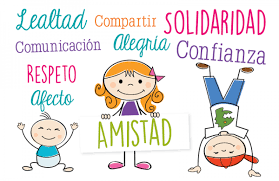 Lealtad Compartir SOLIDARIDAD
Comunicación Alegría Confianza
RESPETO
Afecto
AMISTAD